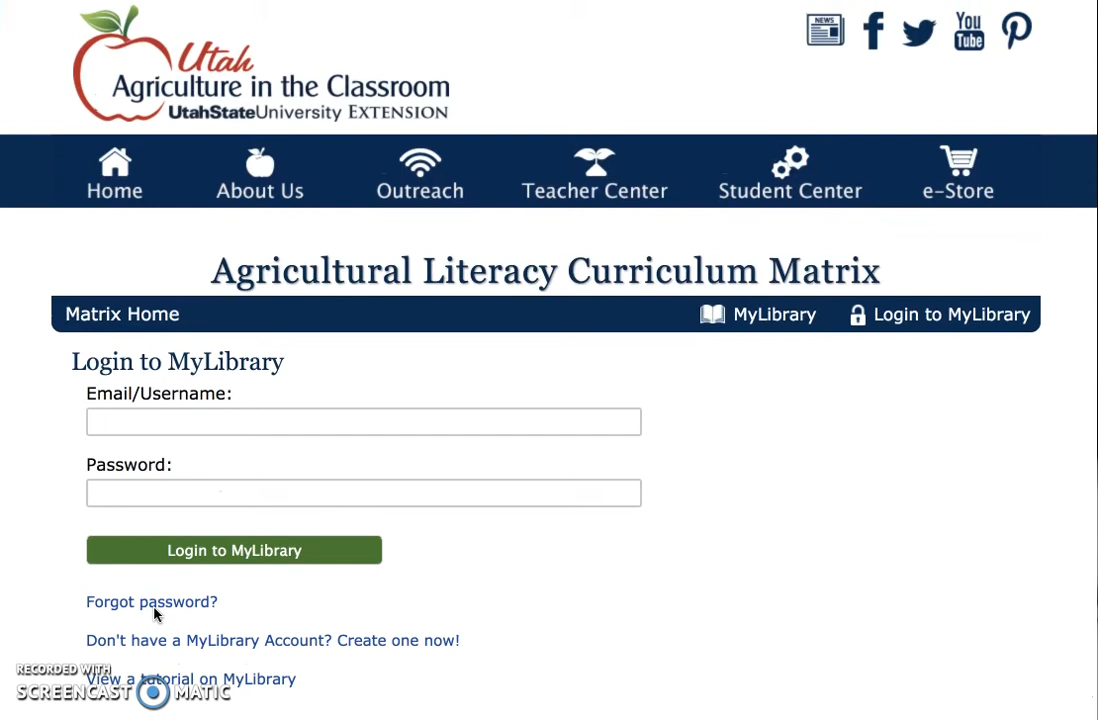 Utah
Agriculture in the Classroom
UtahStateUniversity EXTENSION
NEWS
You
Tube
Home About Us Outreach Teacher Center Student Center e-Store
Agricultural Literacy Curriculum Matrix
Matrix Home MyLibrary Login to MyLibrary
Login to MyLibrary
Email/Username:
Password:
Login to MyLibrary
Forgot password?
Don't have a MyLibrary Account? Create one now!
View a tutorial on MyLibrary
RECORDED WITH
SCREENCAST MATIC